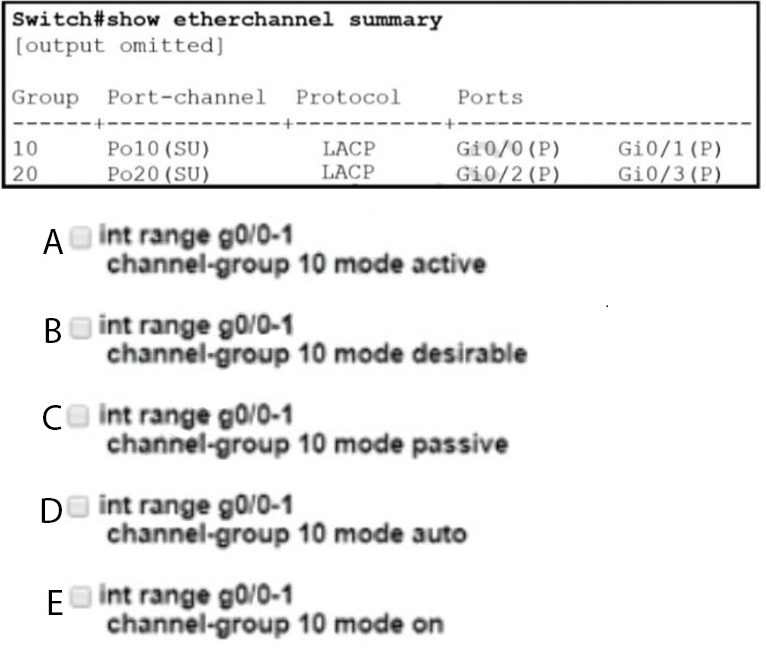 Switch#show etherchannel summary
[output omitted]
Group Port-channel Protocol Ports
------+-------------+-----------+------------------------------
10 Po10(SU) LACP Gi0/0(P) Gi0/1(P)
20 Po20(SU) LACP Gi0/2(P) Gi0/3(P)
A int range g0/0-1
channel-group 10 mode active
B int range g0/0-1
channel-group 10 mode desirable
C int range g0/0-1
channel-group 10 mode passive
D int range g0/0-1
channel-group 10 mode auto
E int range g0/0-1
channel-group 10 mode on